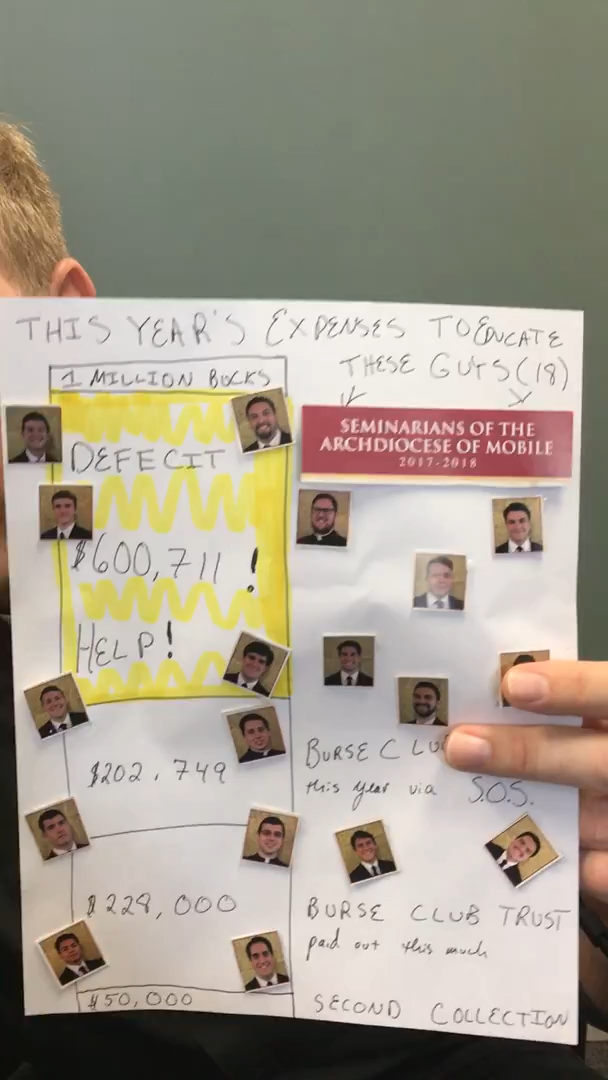 THIS YEAR'S EXPENSES TO EDUCATE
THESE GUYS (18)
1 MILLION BUCKS
SEMINARIANS OF THE
ARCHDIOCESE OF MOBILE
2017-2018
DEFECIT
$600,711!
HELP!
$202,749
BURSE CLUB
this year via S.O.S.
$228,000
BURSE CLUB TRUST
paid out this much
$50,000
SECOND COLLECTION